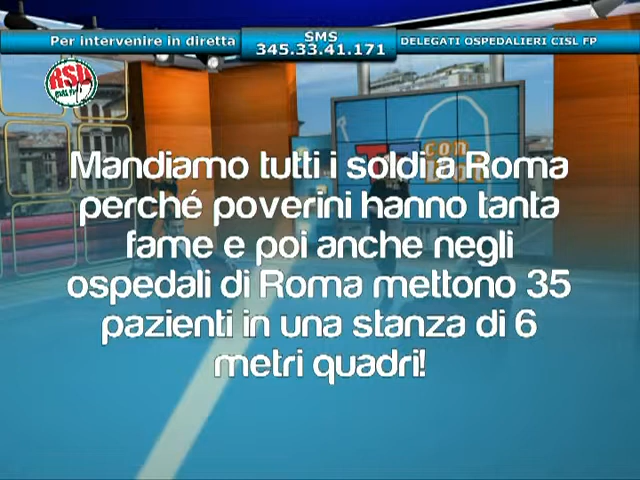 Per intervenire in diretta
SMS
345.33.41.171
DELEGATI OSPEDALIERI CISL FP
RSU
con
Mandiamo tutti i soldi a Roma
perché poverini hanno tanta
fame e poi anche negli
ospedali di Roma mettono 35
pazienti in una stanza di 6
metri quadri!